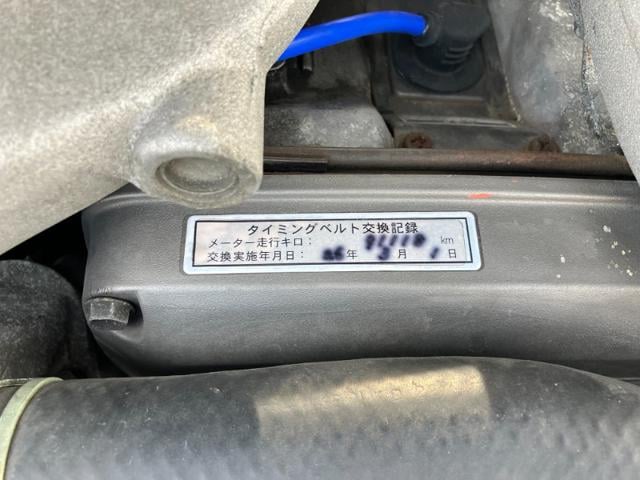 タイミングベルト交換記録
メーター走行キロ： km
交換実施年月日： 年 3月 1日